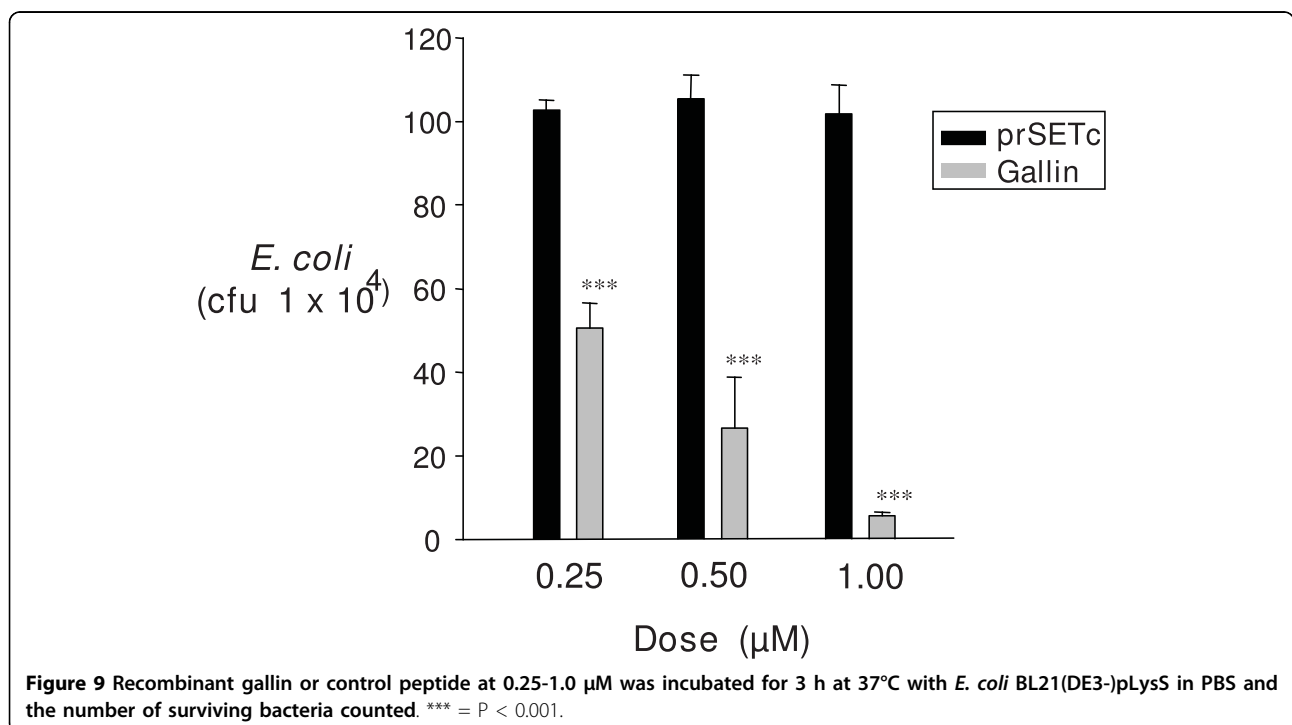 120
100
80
60
40
20
0
E. coli
(cfu 1 x 10⁴)
***
***
***
prSETc
Gallin
0.25 0.50 1.00
Dose (µM)
Figure 9 Recombinant gallin or control peptide at 0.25-1.0 µM was incubated for 3 h at 37°C with E. coli BL21(DE3-)pLysS in PBS and
the number of surviving bacteria counted. *** = P < 0.001.